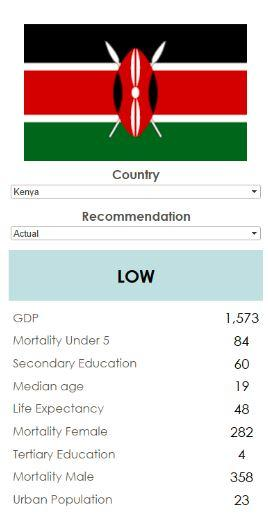 Country
Kenya
Recommendation
Actual
LOW
GDP 1,573
Mortality Under 5 84
Secondary Education 60
Median age 19
Life Expectancy 48
Mortality Female 282
Tertiary Education 4
Mortality Male 358
Urban Population 23